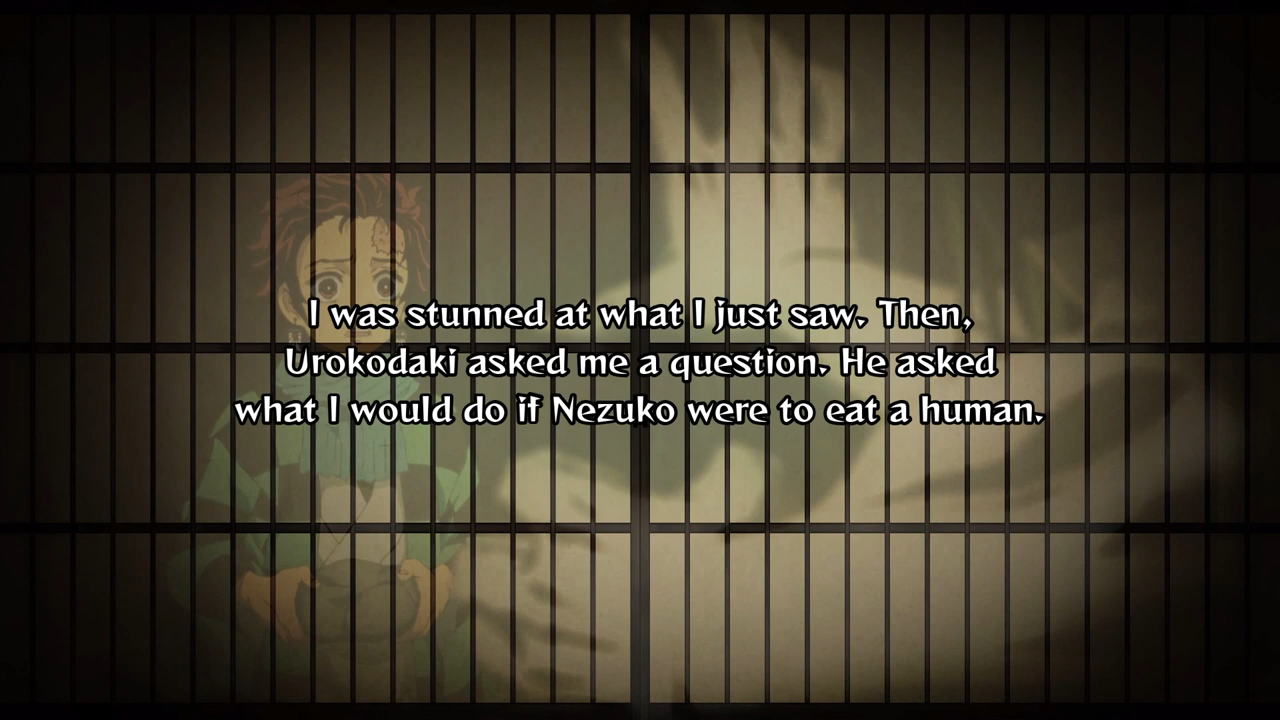 I was stunned at what I just saw. Then,
Urokodaki asked me a question. He asked
what I would do if Nezuko were to eat a human.